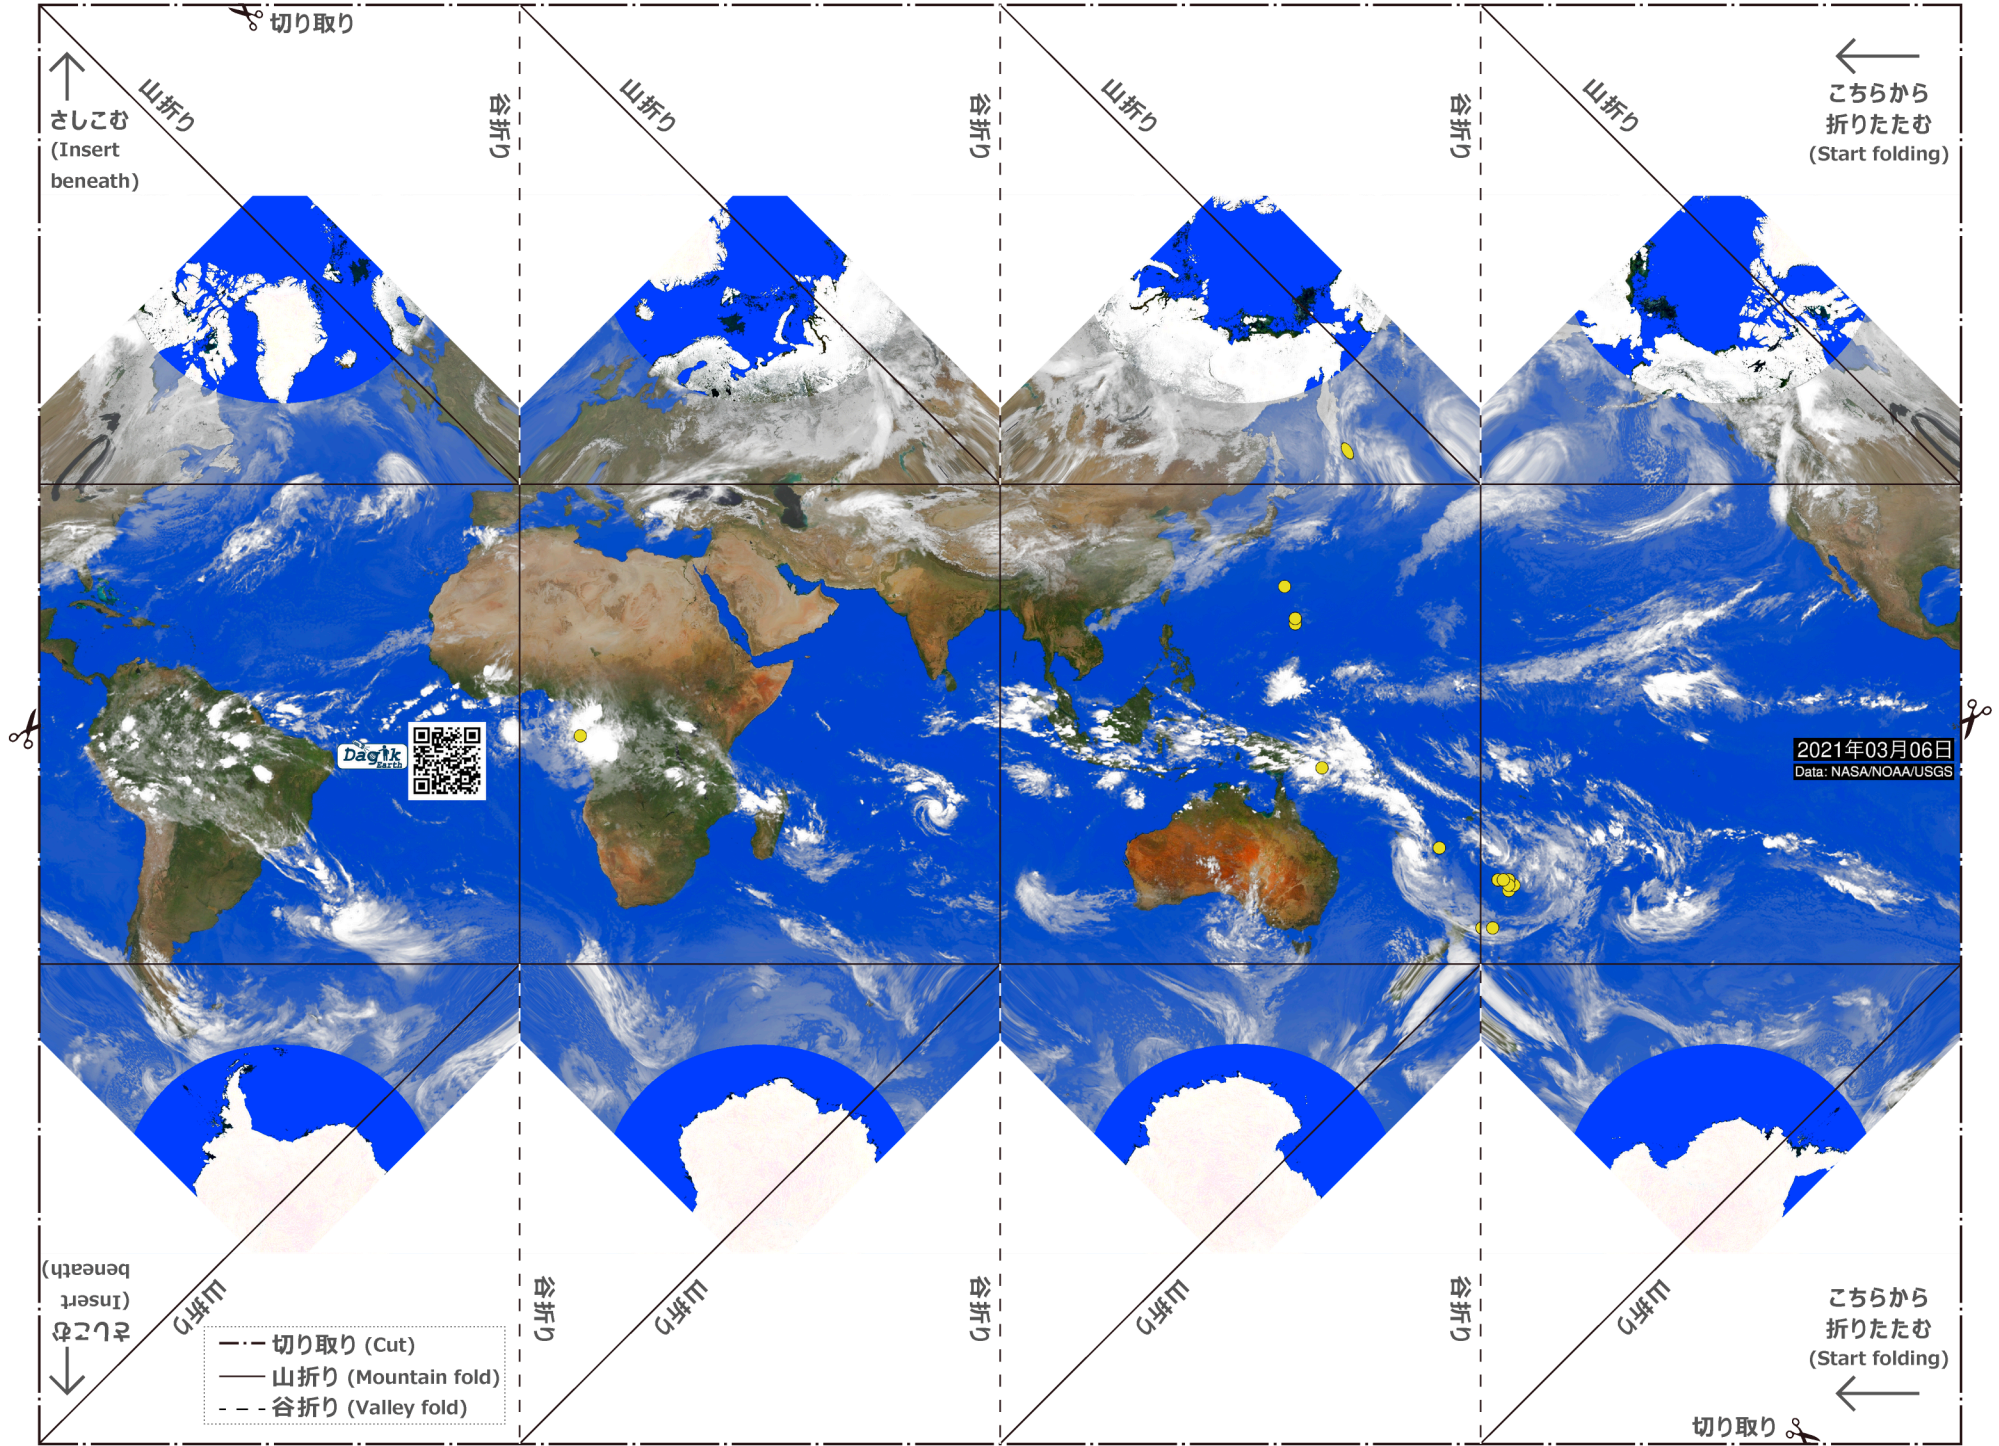 切り取り
さしこむ
(Insert
beneath)
山折り
谷折り
山折り
谷折り
山折り
谷折り
山折り
こちらから
折りたたむ
(Start folding)
Dagik
Earth
2021年03月06日
Data: NASA/NOAA/USGS
さしこむ
(Insert
beneath)
山折り
谷折り
山折り
谷折り
山折り
谷折り
山折り
こちらから
折りたたむ
(Start folding)
切り取り (Cut)
山折り (Mountain fold)
谷折り (Valley fold)
切り取り